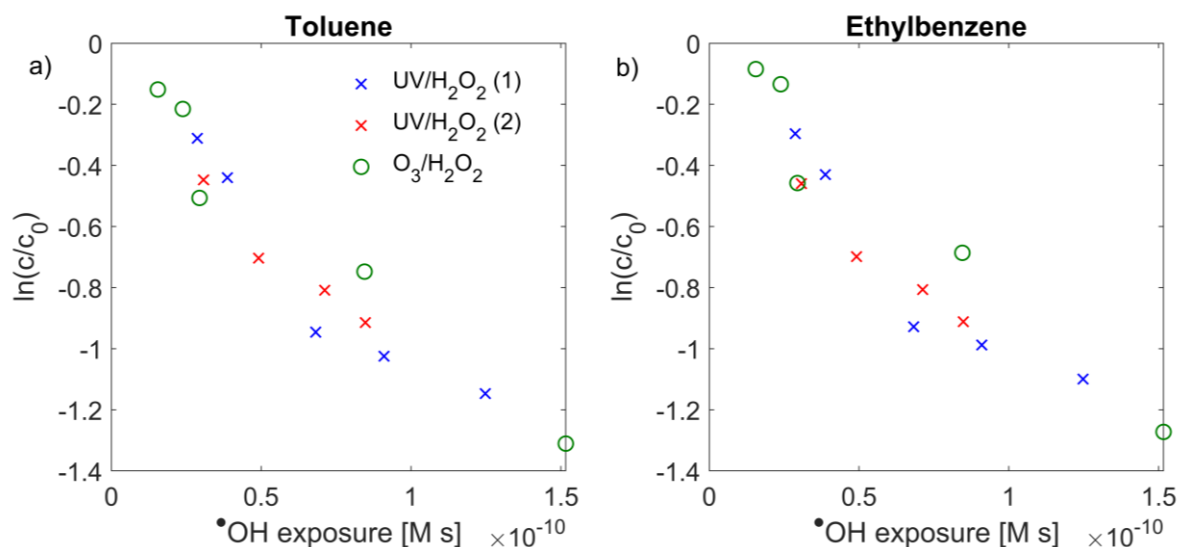 Toluene
a)
ln(c/c0)
0
-0.2
-0.4
-0.6
-0.8
-1
-1.2
-1.4
UV/H2O2 (1)
UV/H2O2 (2)
O3/H2O2
0 0.5 1 1.5
•OH exposure [M s] ×10-10
Ethylbenzene
b)
ln(c/c0)
0
-0.2
-0.4
-0.6
-0.8
-1
-1.2
-1.4
0 0.5 1 1.5
•OH exposure [M s] ×10-10